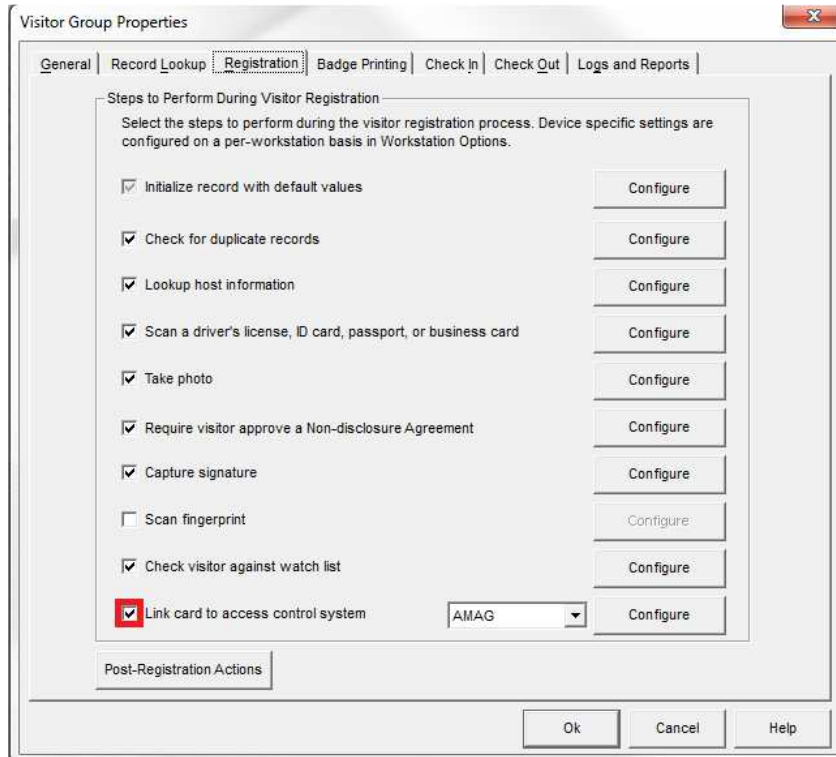 Visitor Group Properties
General Record Lookup Registration Badge Printing Check In Check Out Logs and Reports
Steps to Perform During Visitor Registration
Select the steps to perform during the visitor registration process. Device specific settings are
configured on a per-workstation basis in Workstation Options.
Initialize record with default values Configure
Check for duplicate records Configure
Lookup host information Configure
Scan a driver's license, ID card, passport, or business card Configure
Take photo Configure
Require visitor approve a Non-disclosure Agreement Configure
Capture signature Configure
Scan fingerprint Configure
Check visitor against watch list Configure
Link card to access control system AMAG Configure
Post-Registration Actions
Ok Cancel Help